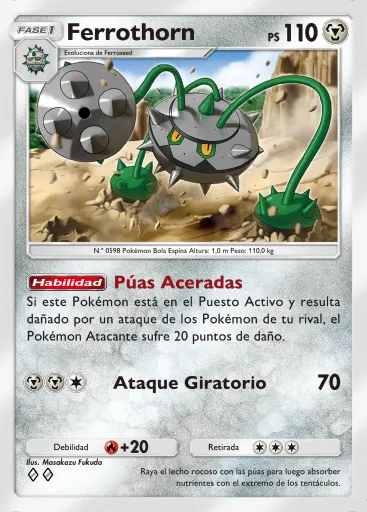 FASE 1
Ferrothorn
PS 110
Evoluciona de Ferroseed
N.º 0598 Pokémon Bola Espina Altura: 1,0 m Peso: 110,0 kg
Habilidad Púas Aceradas
Si este Pokémon está en el Puesto Activo y resulta
dañado por un ataque de los Pokémon de tu rival, el
Pokémon Atacante sufre 20 puntos de daño.
Ataque Giratorio 70
Debilidad +20
Retirada
Ilus. Masakazu Fukuda
Raya el lecho rocoso con las púas para luego absorber
nutrientes con el extremo de los tentáculos.